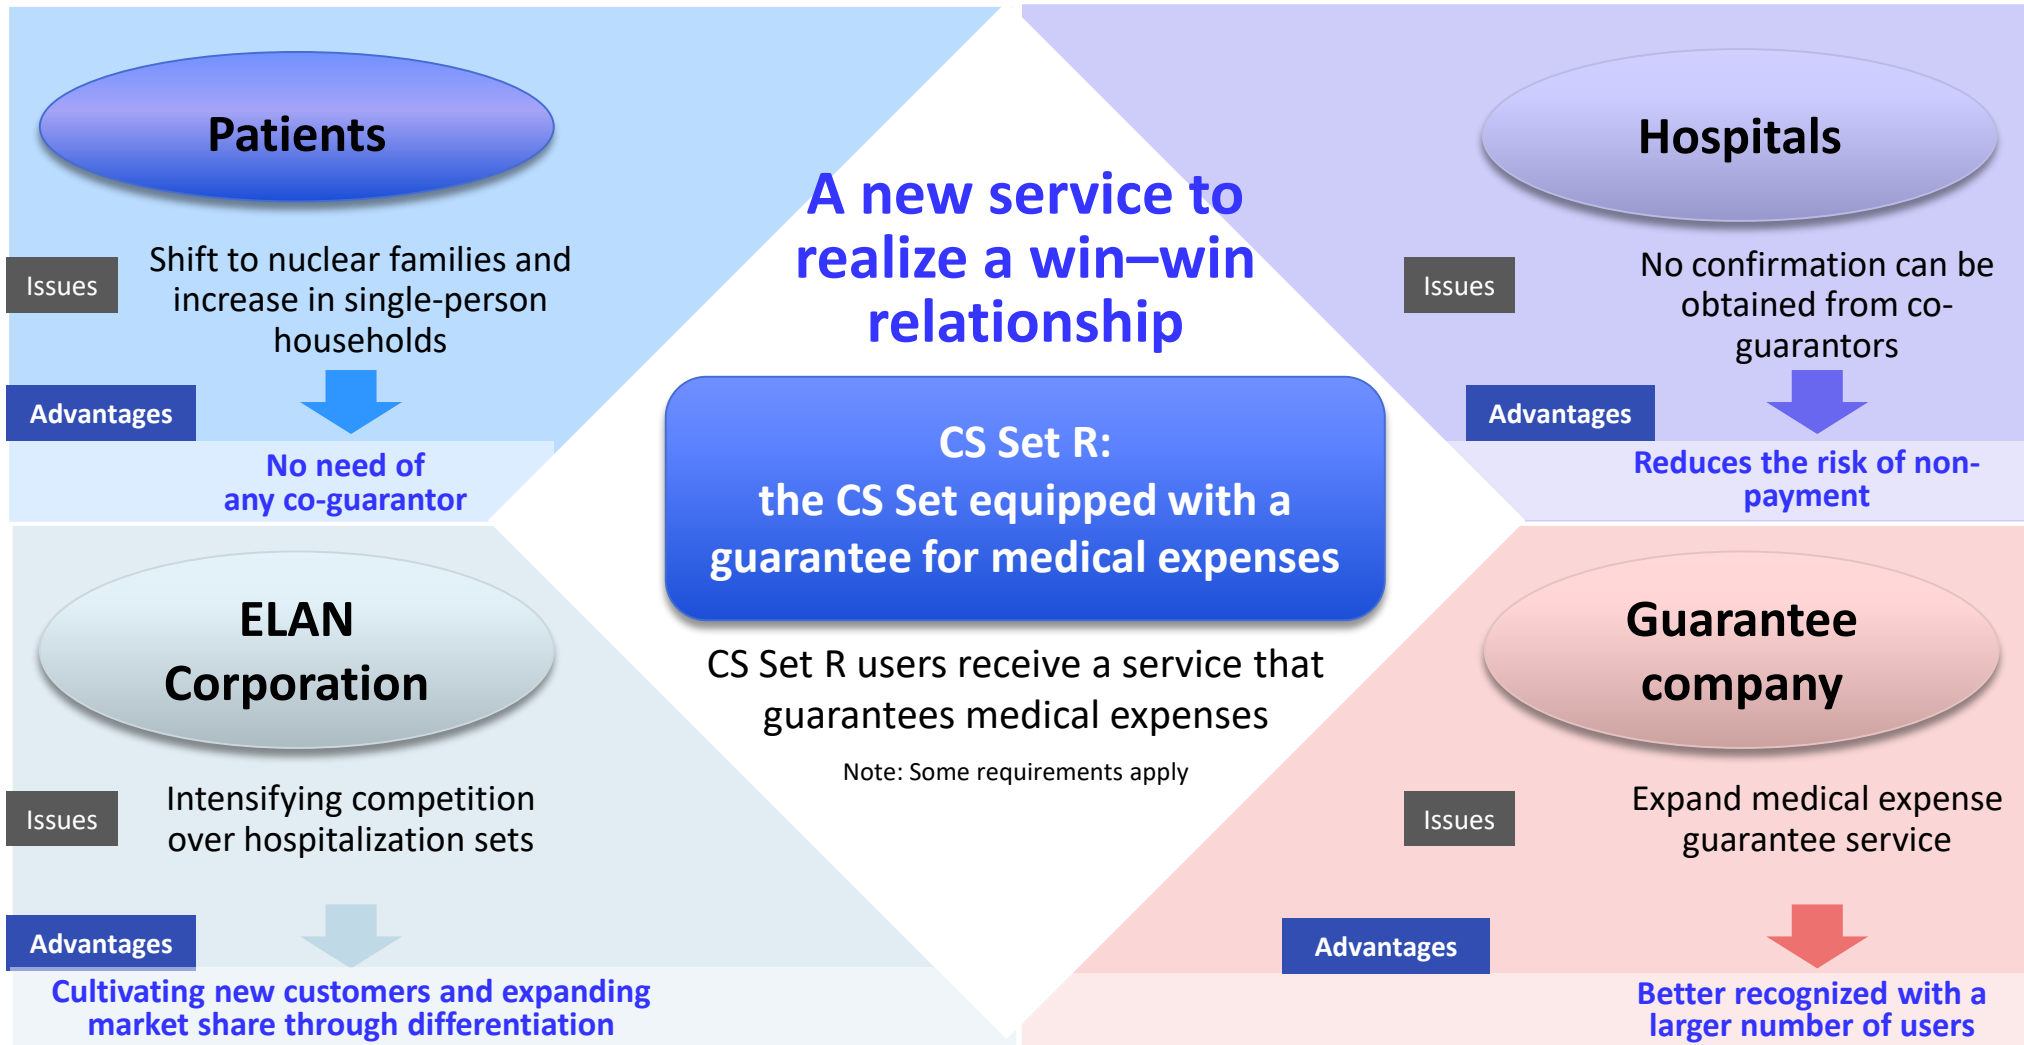 Patients
Issues
Shift to nuclear families and
increase in single-person
households
Advantages
No need of
any co-guarantor
A new service to
realize a win–win
relationship
CS Set R:
the CS Set equipped with a
guarantee for medical expenses
CS Set R users receive a service that
guarantees medical expenses
Note: Some requirements apply
Hospitals
Issues
No confirmation can be
obtained from co-
guarantors
Advantages
Reduces the risk of non-
payment
ELAN
Corporation
Issues
Intensifying competition
over hospitalization sets
Advantages
Cultivating new customers and expanding
market share through differentiation
Guarantee
company
Issues
Expand medical expense
guarantee service
Advantages
Better recognized with a
larger number of users